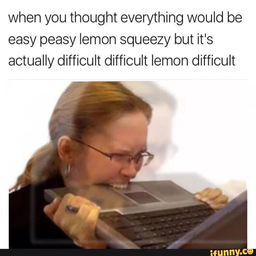 when you thought everything would be
easy peasy lemon squeezy but it's
actually difficult difficult lemon difficult
ifunny.co